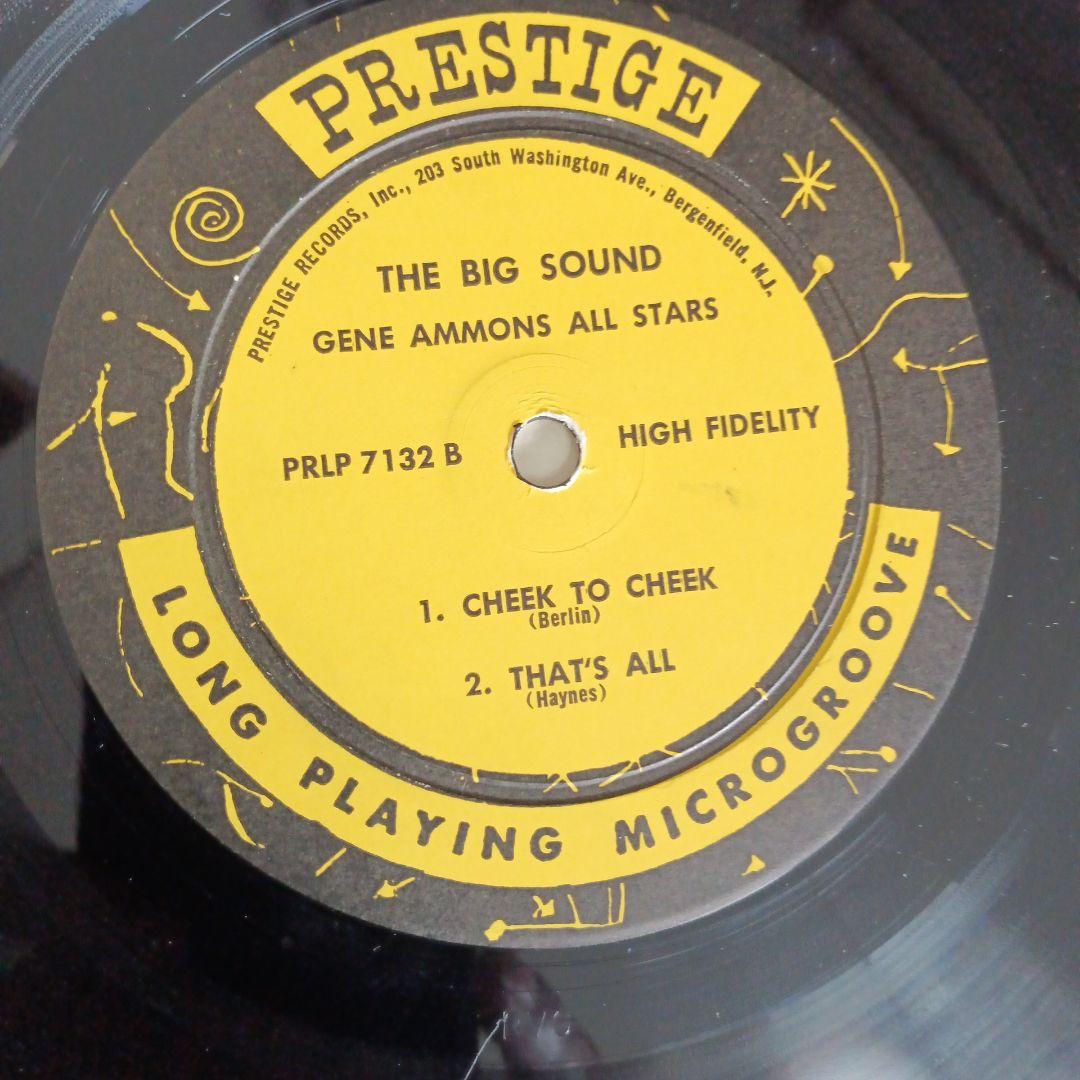 PRESTIGE
PRESTIGE RECORDS, Inc., 203 South Washington Ave., Bergenfield, N.J.
THE BIG SOUND
GENE AMMONS ALL STARS
PRLP 7132 B
HIGH FIDELITY
1. CHEEK TO CHEEK
(Berlin)
2. THAT'S ALL
(Haynes)
LONG PLAYING MICROGROOVE